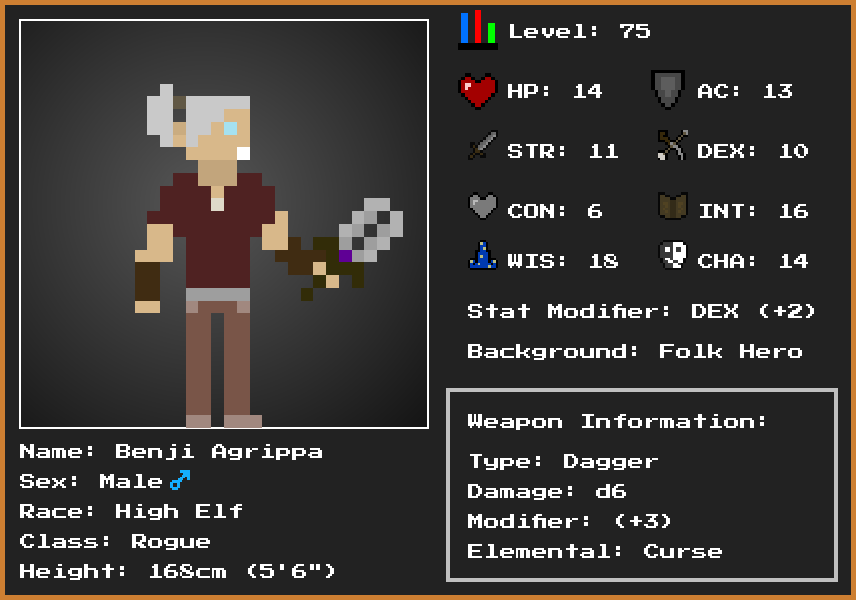 Level: 75
HP: 14
AC: 13
STR: 11
DEX: 10
CON: 6
INT: 16
WIS: 18
CHA: 14
Stat Modifier: DEX (+2)
Background: Folk Hero
Name: Benji Agrippa
Sex: Male♂
Race: High Elf
Class: Rogue
Height: 168cm (5'6")
Weapon Information:
Type: Dagger
Damage: d6
Modifier: (+3)
Elemental: Curse